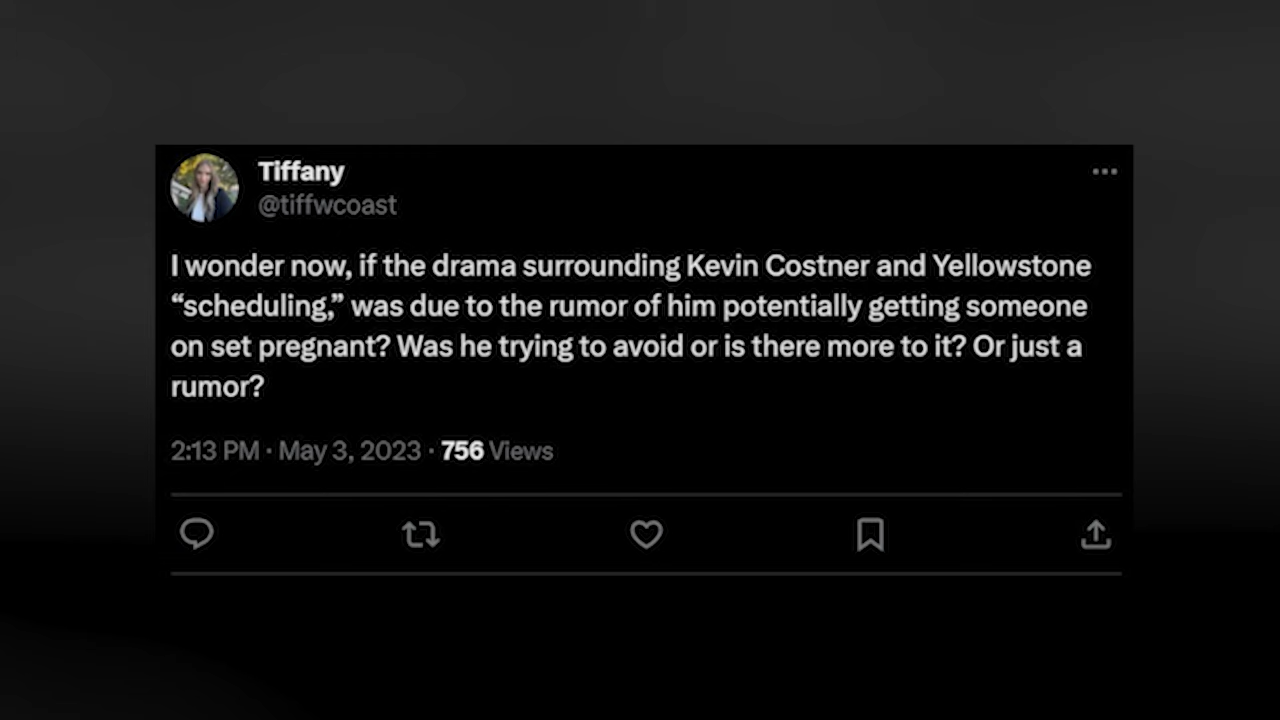 Tiffany
@tiffwcoast
I wonder now, if the drama surrounding Kevin Costner and Yellowstone
“scheduling,” was due to the rumor of him potentially getting someone
on set pregnant? Was he trying to avoid or is there more to it? Or just a
rumor?
2:13 PM · May 3, 2023 · 756 Views